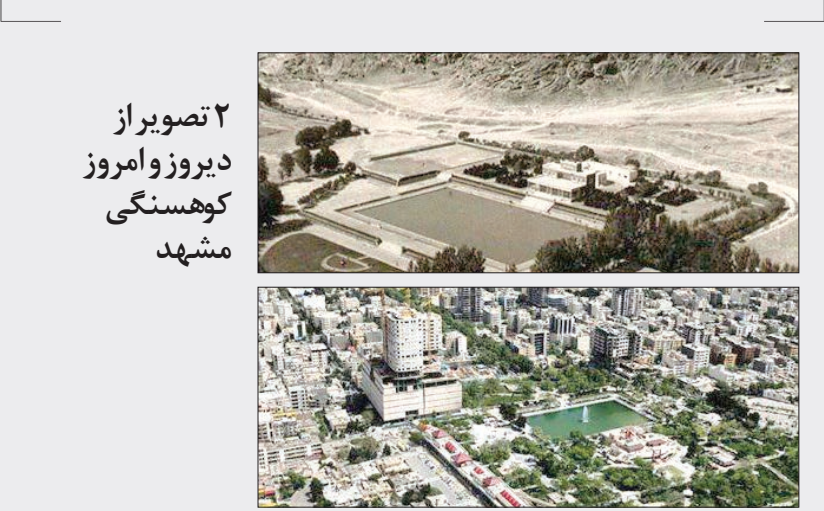 ۲ تصویر از
دیروز و امروز
کوهسنگی
مشهد